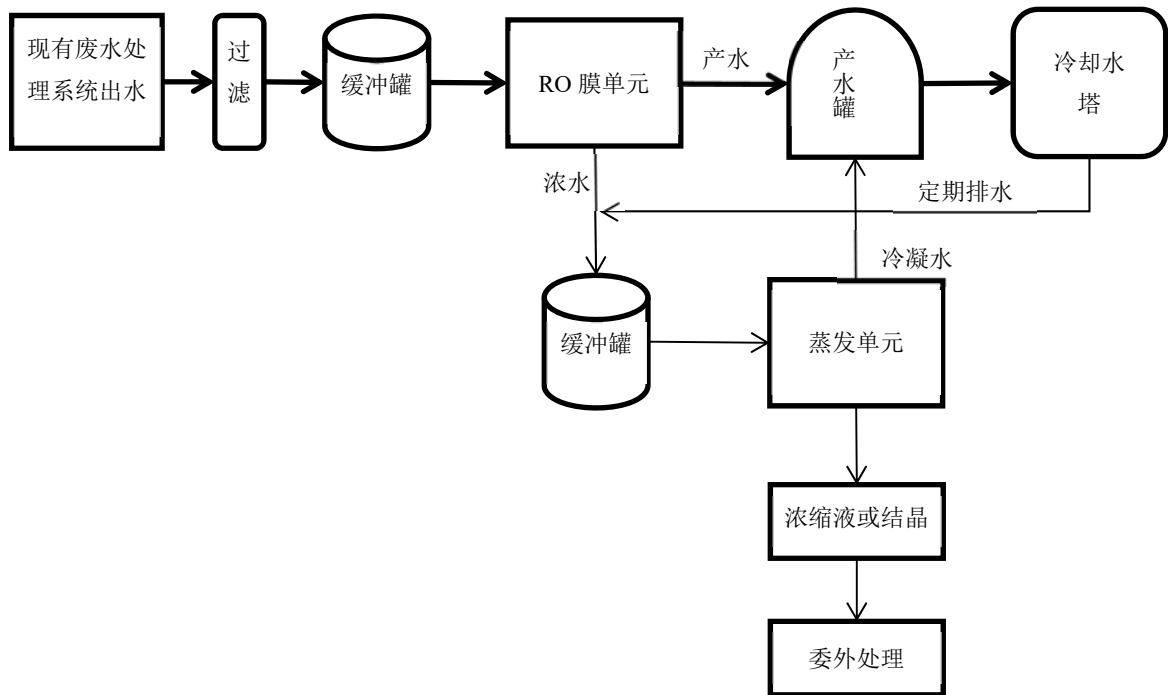 现有废水处
理系统出水
过
滤
缓冲罐
RO 膜单元
产水
产
水
罐
冷却水
塔
浓水
定期排水
冷凝水
缓冲罐
蒸发单元
浓缩液或结晶
委外处理